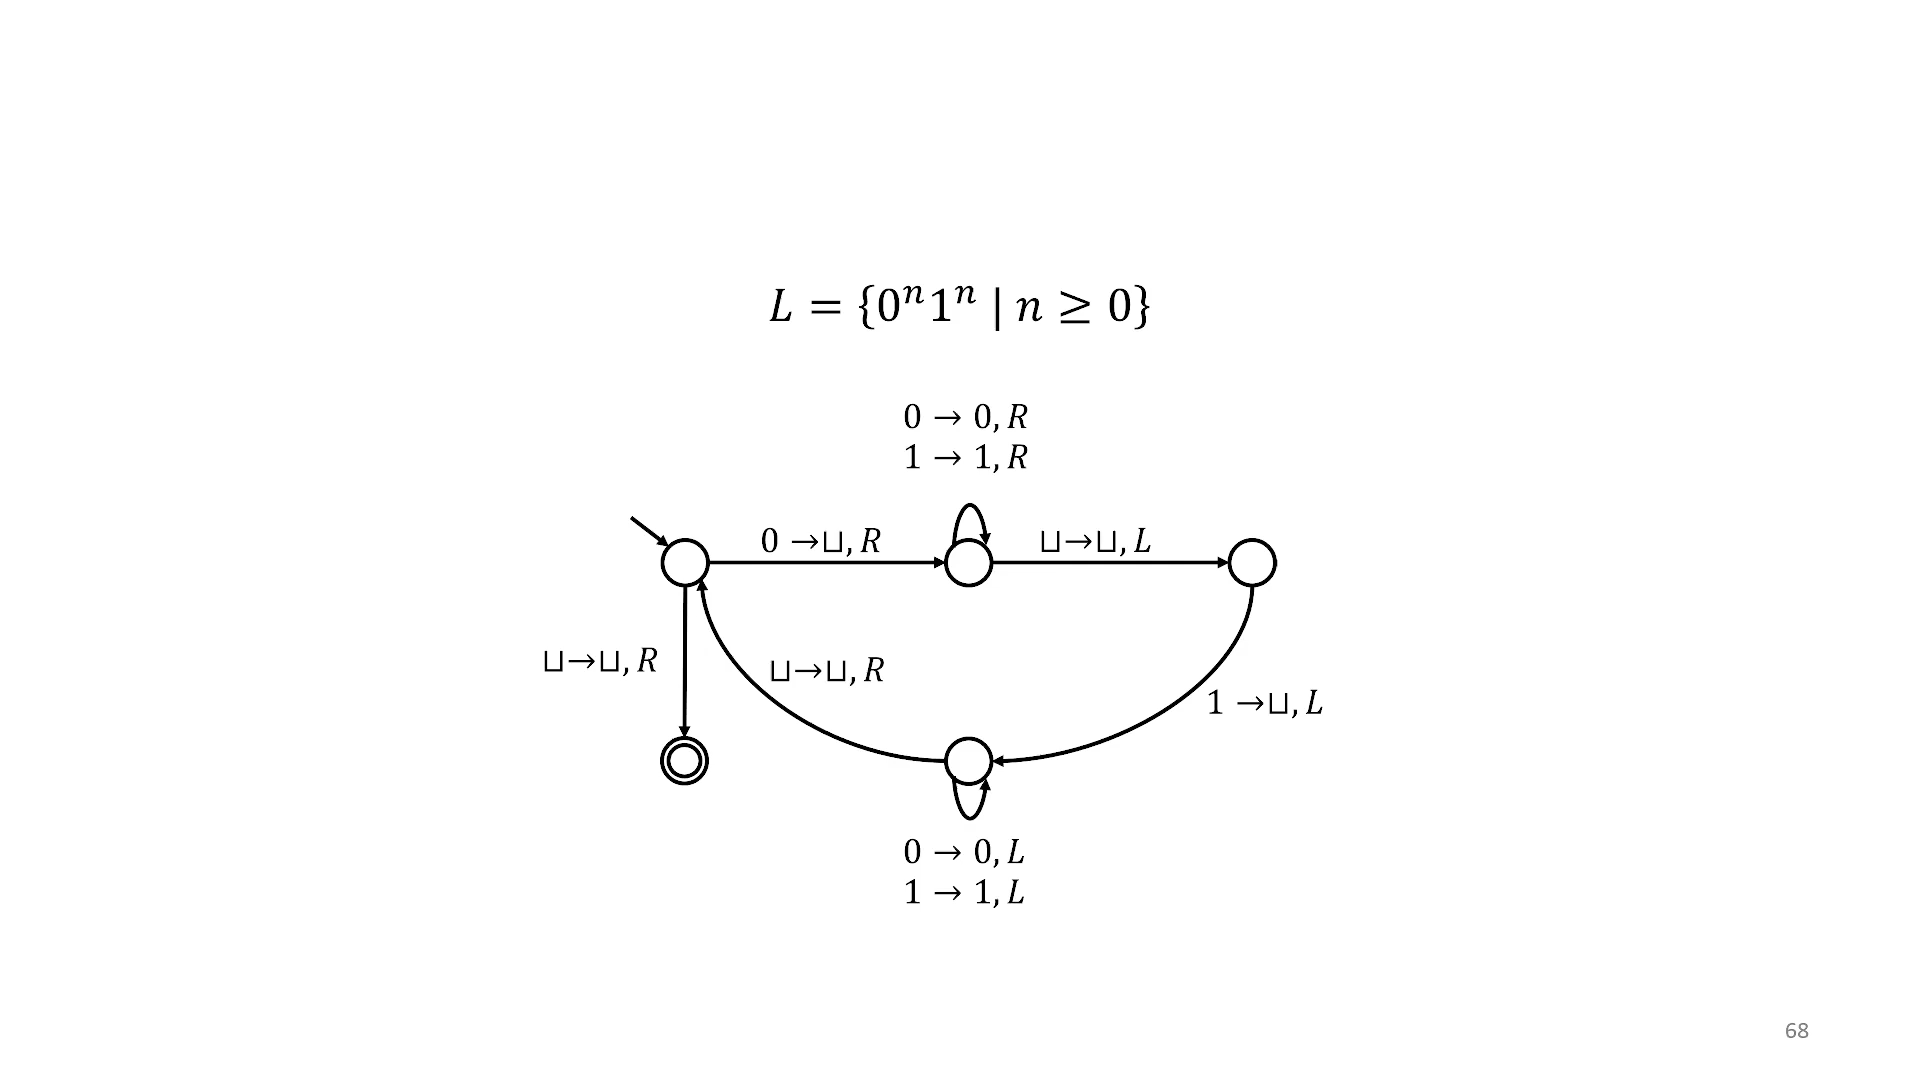 L = {0ⁿ1ⁿ | n ≥ 0}
0 → 0, R
1 → 1, R
0 →⊔, R
⊔→⊔, L
⊔→⊔, R
⊔→⊔, R
1 →⊔, L
0 → 0, L
1 → 1, L
68